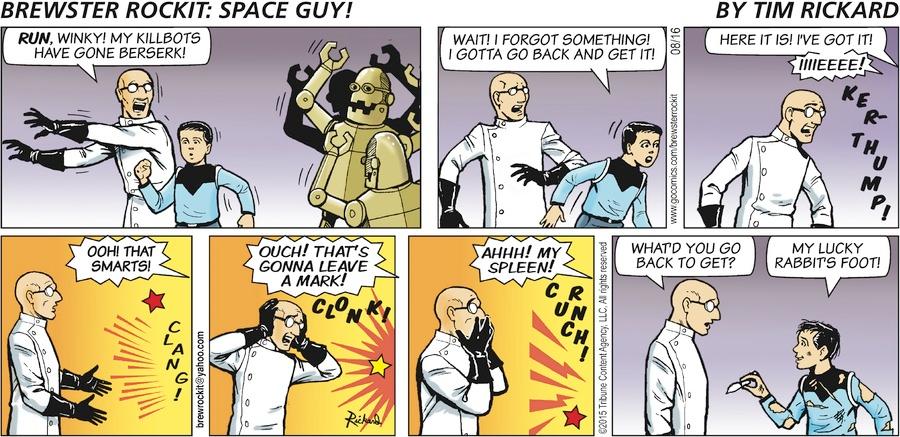 BREWSTER ROCKIT: SPACE GUY!
BY TIM RICKARD
RUN, WINKY! MY KILLBOTS
HAVE GONE BERSERK!
WAIT! I FORGOT SOMETHING!
I GOTTA GO BACK AND GET IT!
08/16
www.gocomics.com/brewsterrockit
HERE IT IS! I'VE GOT IT!
IIIIEEEE!
KER-
THUMP!
OOH! THAT
SMARTS!
CLANG!
brewrockit@yahoo.com
OUCH! THAT'S
GONNA LEAVE
A MARK!
CLONK!
Rickard
AHHH! MY
SPLEEN!
CRUNCH!
©2015 Tribune Content Agency, LLC. All rights reserved
WHAT'D YOU GO
BACK TO GET?
MY LUCKY
RABBIT'S FOOT!